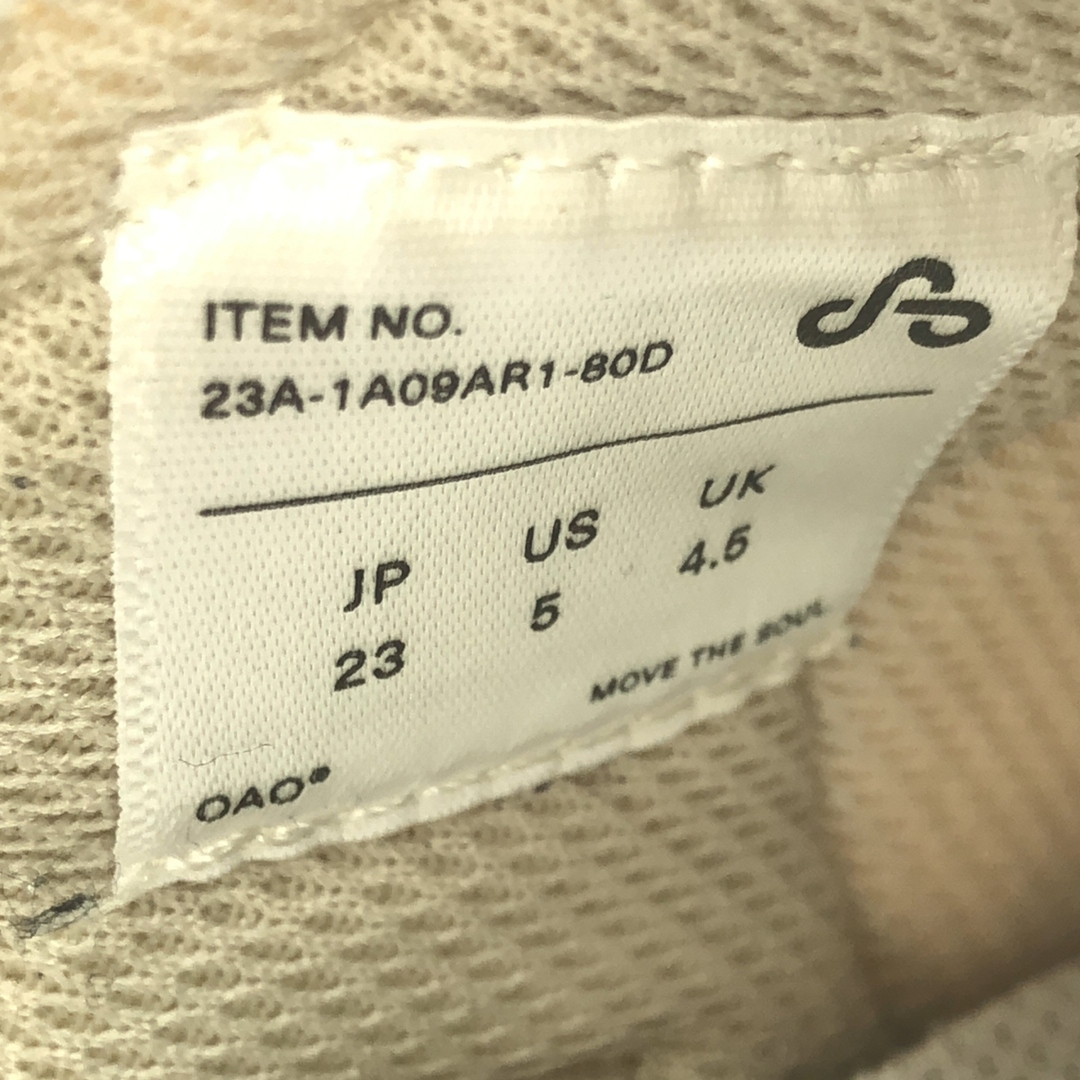 ITEM NO.
23A-1A09AR1-80D
JP US UK
23 5 4.5
MOVE THE SOUL
OAO®